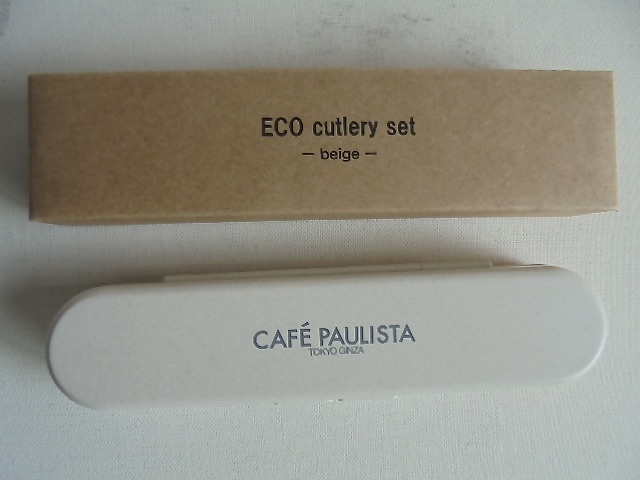 ECO cutlery set
— beige —
CAFÉ PAULISTA
TOKYO GINZA